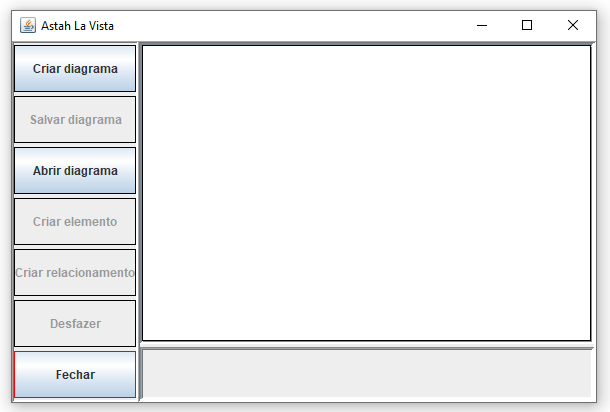 Astah La Vista
Criar diagrama
Salvar diagrama
Abrir diagrama
Criar elemento
Criar relacionamento
Desfazer
Fechar